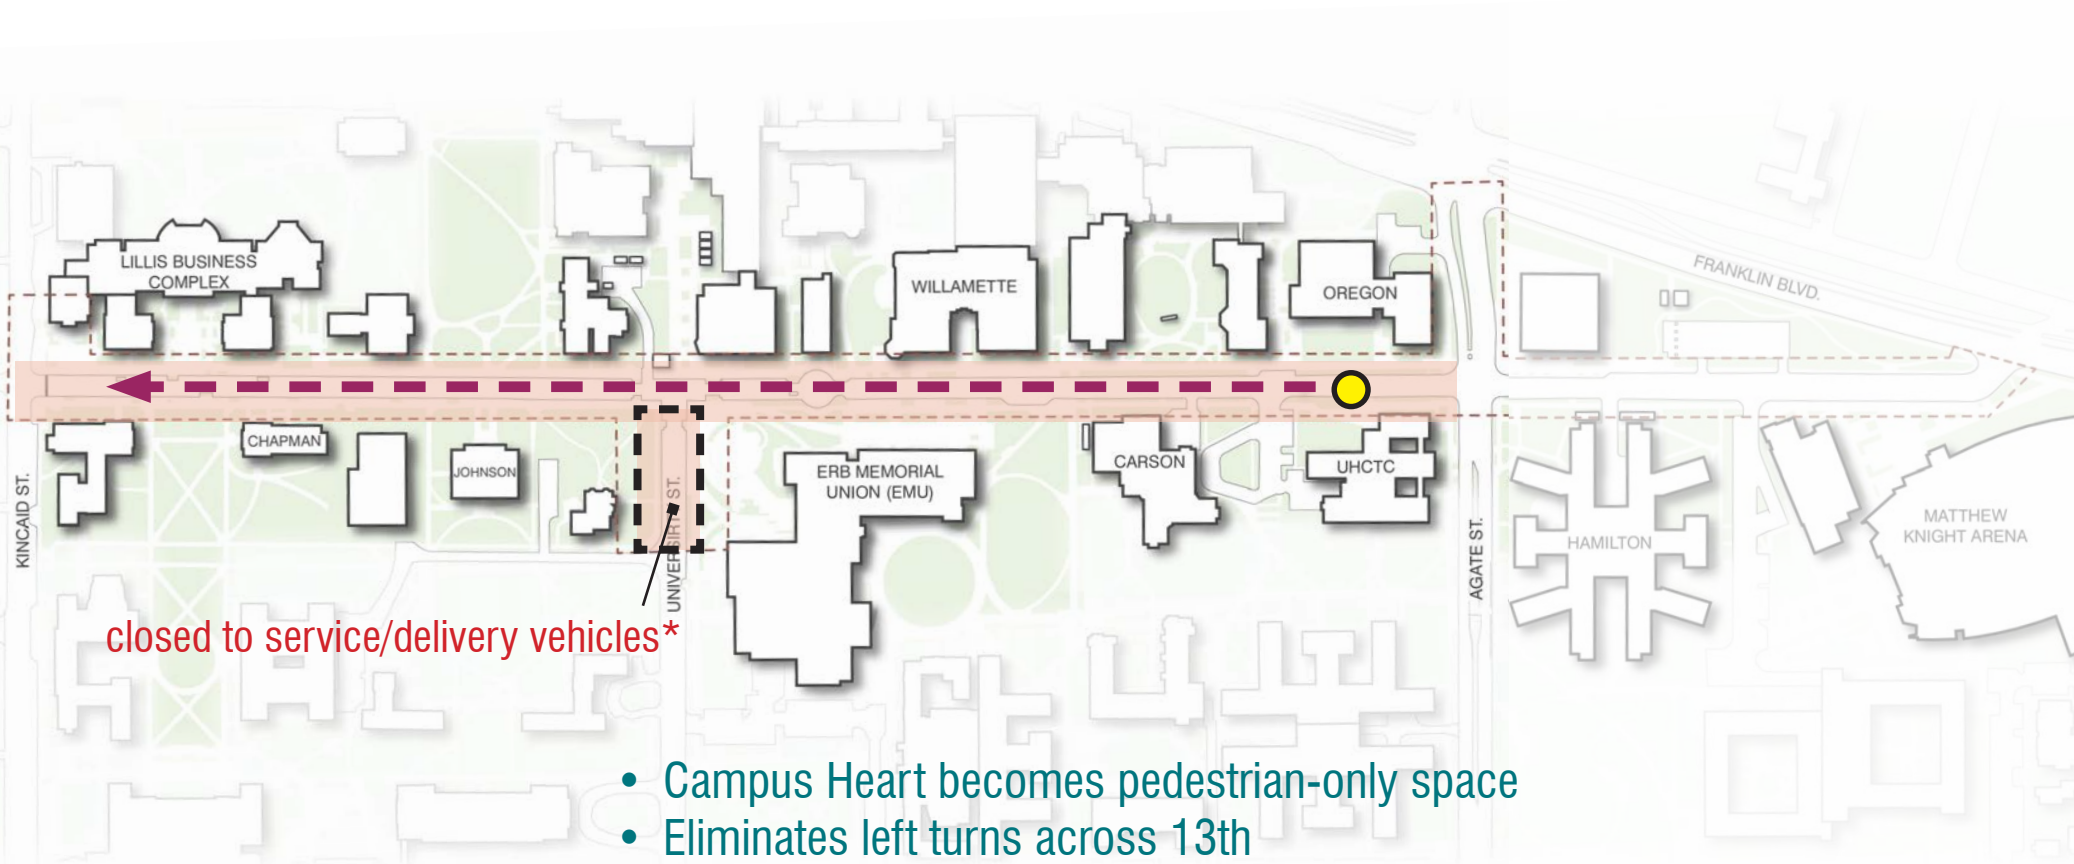 FRANKLIN BLVD.
LILLIS BUSINESS
COMPLEX
WILLAMETTE
OREGON
CHAPMAN
JOHNSON
ERB MEMORIAL
UNION (EMU)
CARSON
UHCTC
KINCAID ST.
UNIVERSITY ST.
AGATE ST.
HAMILTON
MATTHEW
KNIGHT ARENA
closed to service/delivery vehicles*
• Campus Heart becomes pedestrian-only space
• Eliminates left turns across 13th